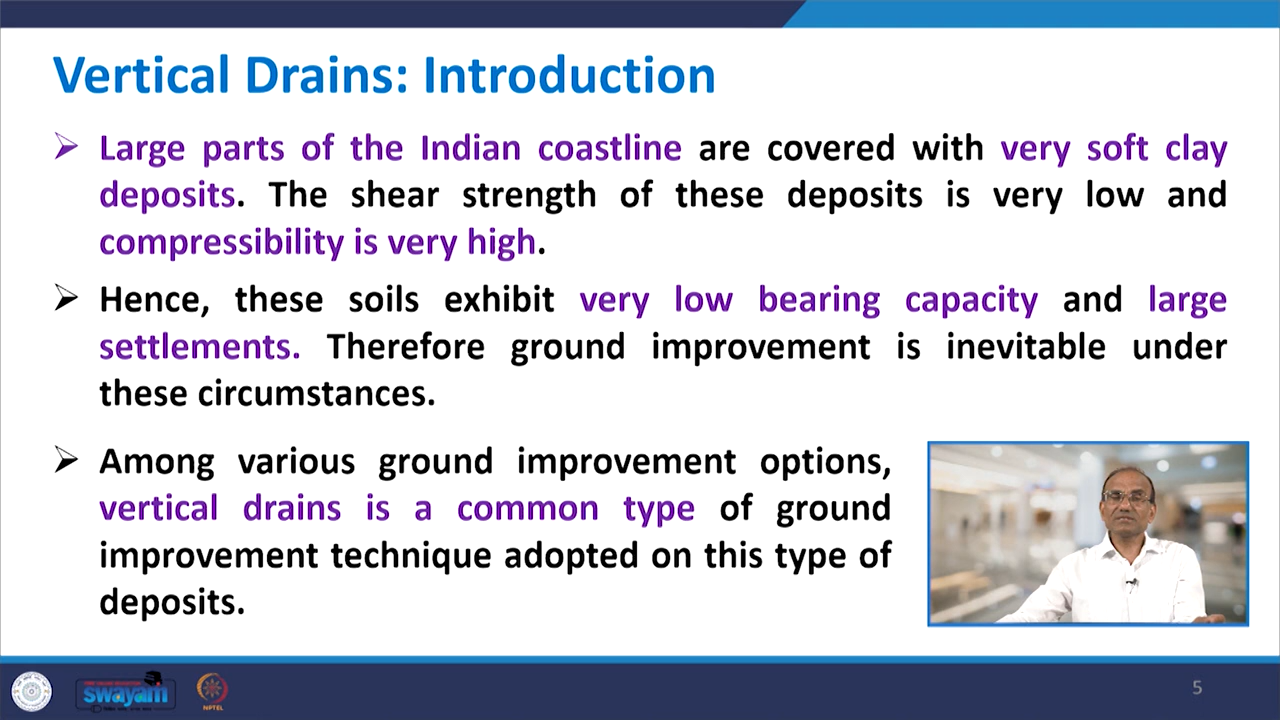 Vertical Drains: Introduction
Large parts of the Indian coastline are covered with very soft clay
deposits. The shear strength of these deposits is very low and
compressibility is very high.
Hence, these soils exhibit very low bearing capacity and large
settlements. Therefore ground improvement is inevitable under
these circumstances.
Among various ground improvement options,
vertical drains is a common type of ground
improvement technique adopted on this type of
deposits.
swayam
NPTEL
5